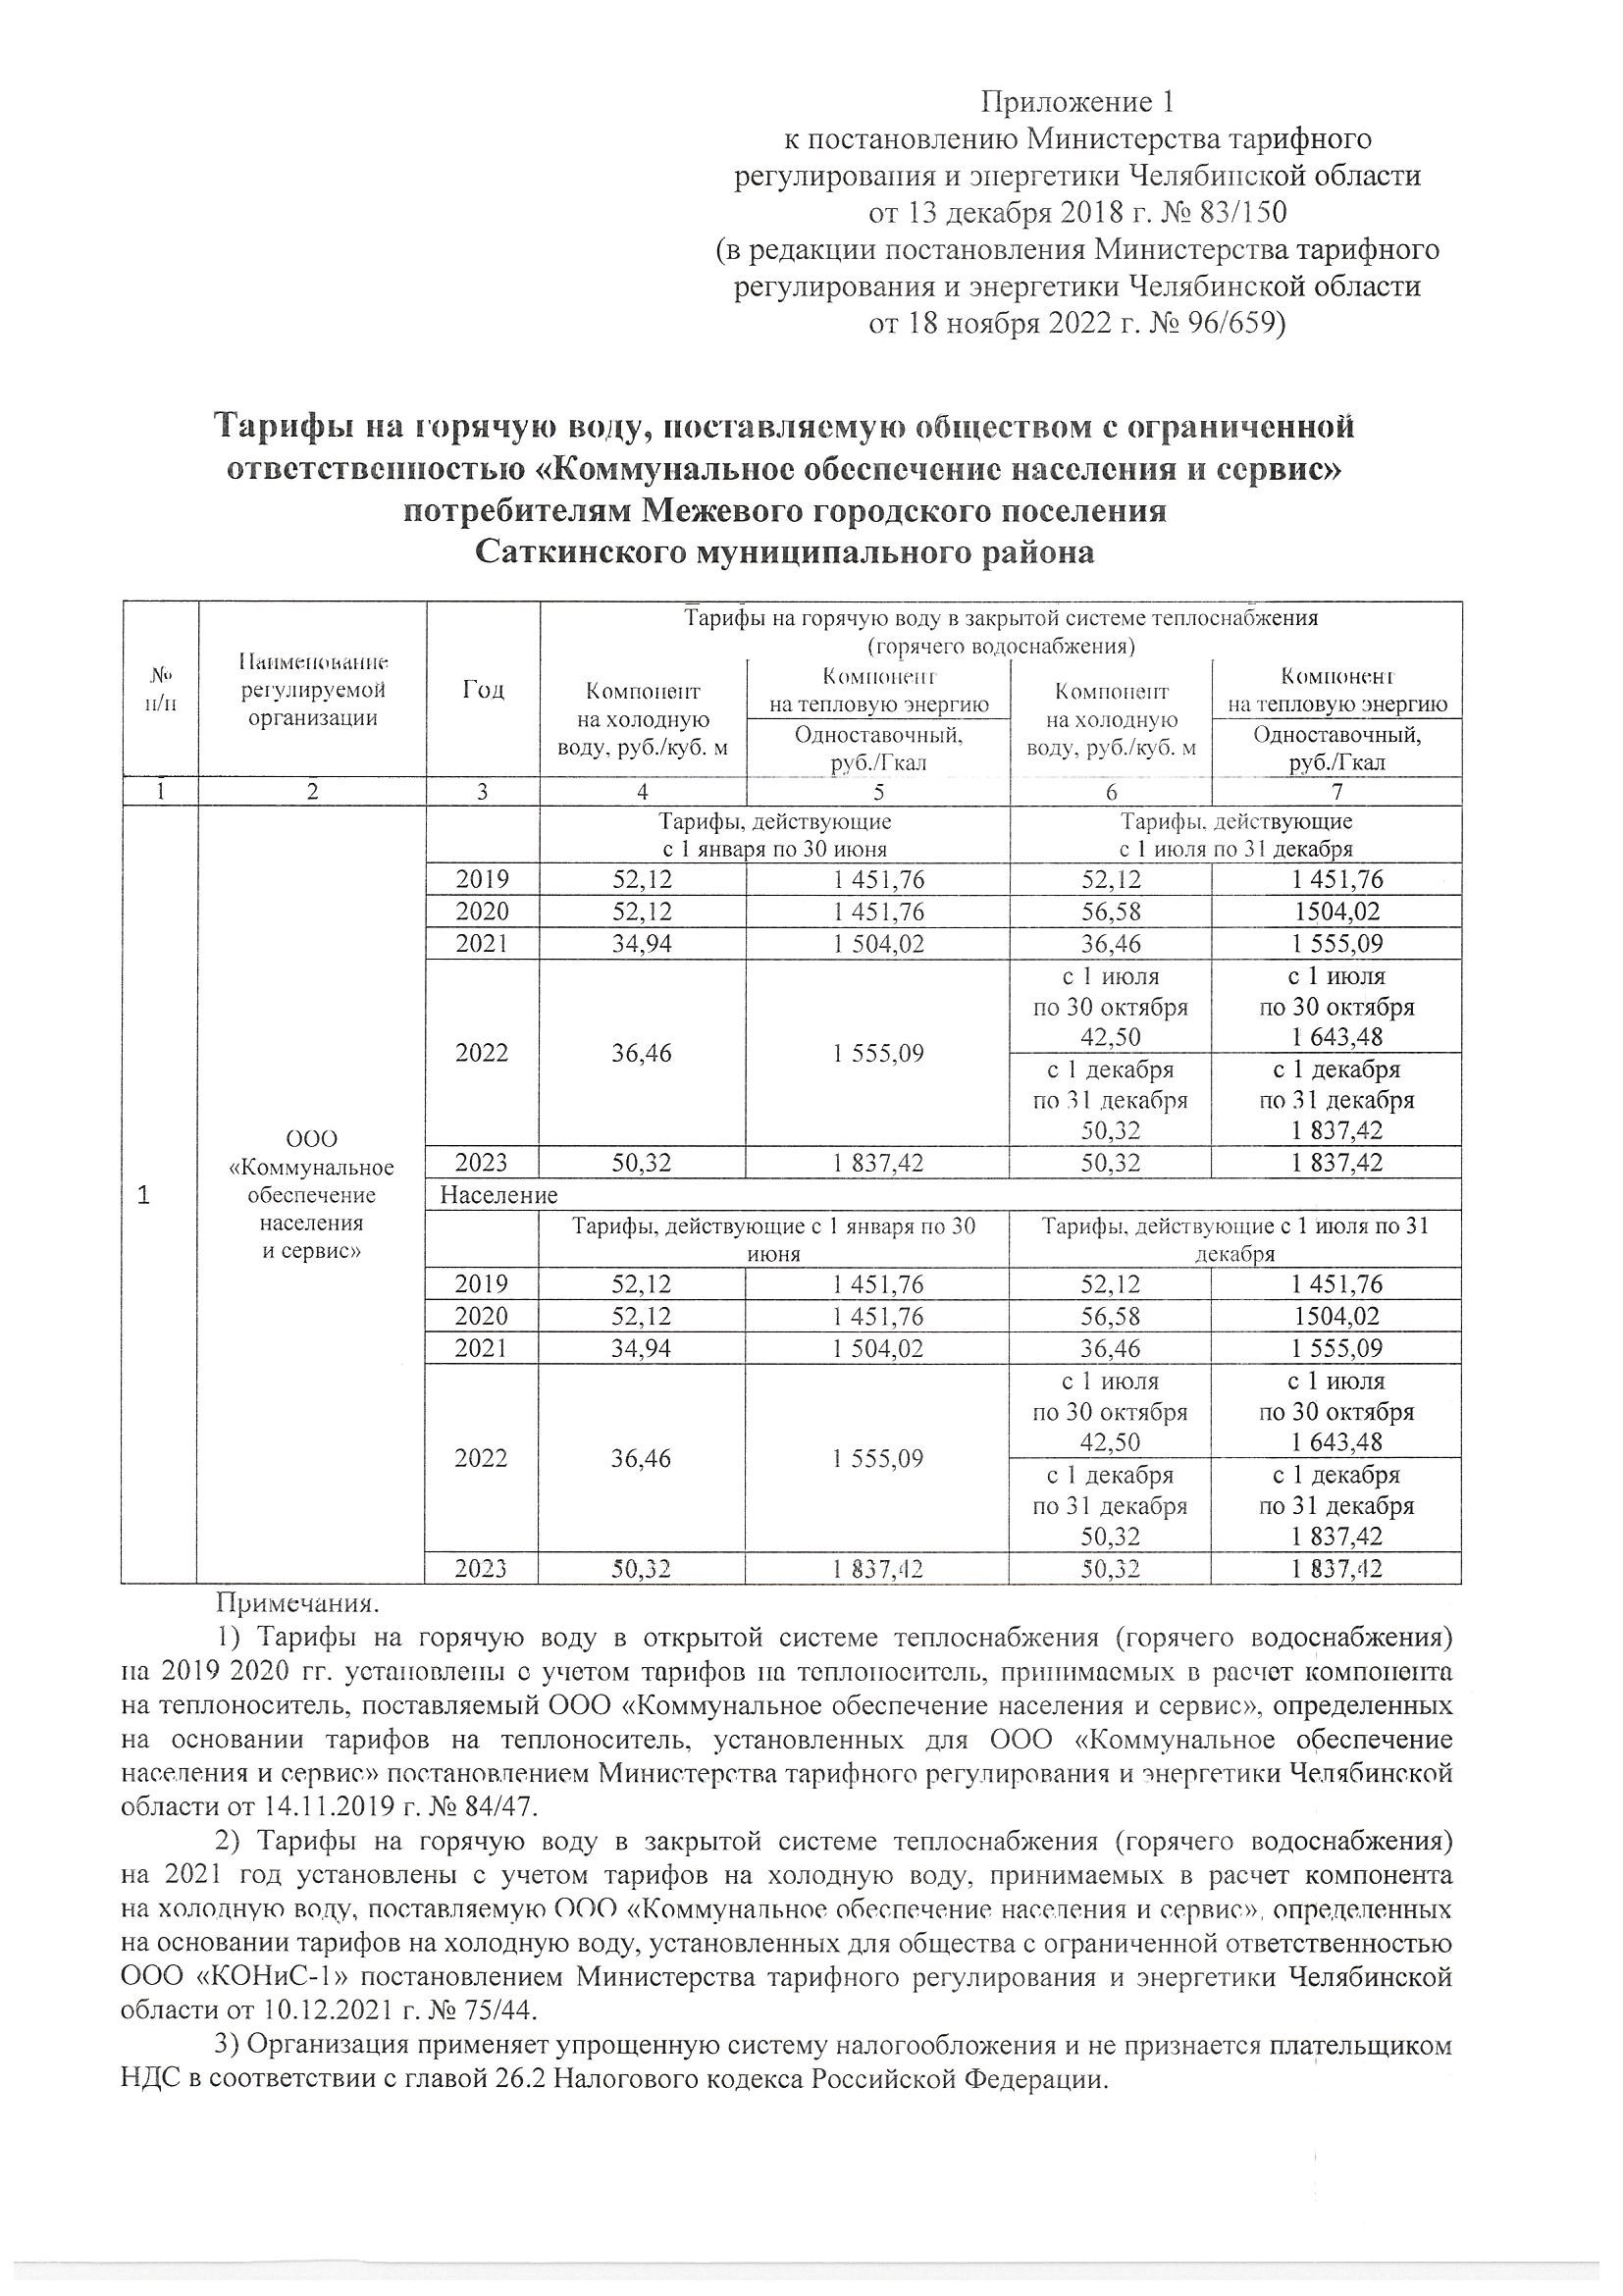 Приложение 1
к постановлению Министерства тарифного
регулирования и энергетики Челябинской области
от 13 декабря 2018 г. № 83/150
(в редакции постановления Министерства тарифного
регулирования и энергетики Челябинской области
от 18 ноября 2022 г. № 96/659)
Тарифы на горячую воду, поставляемую обществом с ограниченной
ответственностью «Коммунальное обеспечение населения и сервис»
потребителям Межевого городского поселения
Саткинского муниципального района
№
п/п
Наименование
регулируемой
организации
Год
Тарифы на горячую воду в закрытой системе теплоснабжения
(горячего водоснабжения)
Компонент
на холодную
воду, руб./куб. м
Компонент
на тепловую энергию
Одноставочный,
руб./Гкал
Компонент
на холодную
воду, руб./куб. м
Компонент
на тепловую энергию
Одноставочный,
руб./Гкал
1 2 3 4 5 6 7
1
ООО
«Коммунальное
обеспечение
населения
и сервис»
Тарифы, действующие
с 1 января по 30 июня
Тарифы, действующие
с 1 июля по 31 декабря
2019 52,12 1 451,76 52,12 1 451,76
2020 52,12 1 451,76 56,58 1504,02
2021 34,94 1 504,02 36,46 1 555,09
2022 36,46 1 555,09
с 1 июля
по 30 октября
42,50
с 1 июля
по 30 октября
1 643,48
с 1 декабря
по 31 декабря
50,32
с 1 декабря
по 31 декабря
1 837,42
2023 50,32 1 837,42 50,32 1 837,42
Население
Тарифы, действующие с 1 января по 30
июня
Тарифы, действующие с 1 июля по 31
декабря
2019 52,12 1 451,76 52,12 1 451,76
2020 52,12 1 451,76 56,58 1504,02
2021 34,94 1 504,02 36,46 1 555,09
2022 36,46 1 555,09
с 1 июля
по 30 октября
42,50
с 1 июля
по 30 октября
1 643,48
с 1 декабря
по 31 декабря
50,32
с 1 декабря
по 31 декабря
1 837,42
2023 50,32 1 837,42 50,32 1 837,42
Примечания.
1) Тарифы на горячую воду в открытой системе теплоснабжения (горячего водоснабжения)
на 2019 2020 гг. установлены с учетом тарифов на теплоноситель, принимаемых в расчет компонента
на теплоноситель, поставляемый ООО «Коммунальное обеспечение населения и сервис», определенных
на основании тарифов на теплоноситель, установленных для ООО «Коммунальное обеспечение
населения и сервис» постановлением Министерства тарифного регулирования и энергетики Челябинской
области от 14.11.2019 г. № 84/47.
2) Тарифы на горячую воду в закрытой системе теплоснабжения (горячего водоснабжения)
на 2021 год установлены с учетом тарифов на холодную воду, принимаемых в расчет компонента
на холодную воду, поставляемую ООО «Коммунальное обеспечение населения и сервис», определенных
на основании тарифов на холодную воду, установленных для общества с ограниченной ответственностью
ООО «КОНиС-1» постановлением Министерства тарифного регулирования и энергетики Челябинской
области от 10.12.2021 г. № 75/44.
3) Организация применяет упрощенную систему налогообложения и не признается плательщиком
НДС в соответствии с главой 26.2 Налогового кодекса Российской Федерации.